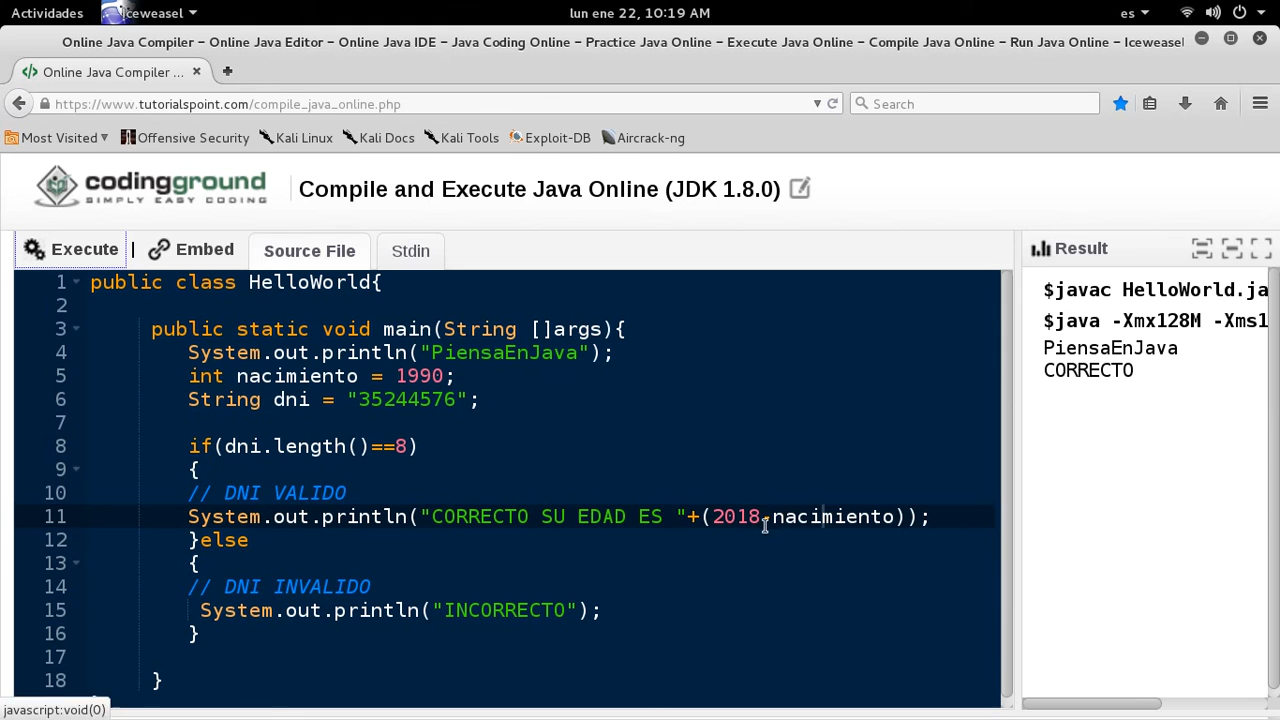 Actividades Iceweasel lun ene 22, 10:19 AM es
Online Java Compiler – Online Java Editor – Online Java IDE – Java Coding Online – Practice Java Online – Execute Java Online – Compile Java Online – Run Java Online – Iceweasel
Online Java Compiler ...
https://www.tutorialspoint.com/compile_java_online.php Search
Most Visited Offensive Security Kali Linux Kali Docs Kali Tools Exploit-DB Aircrack-ng
codingground Compile and Execute Java Online (JDK 1.8.0)
SIMPLY EASY CODING
Execute | Embed Source File Stdin Result
1 public class HelloWorld{
2
3 public static void main(String []args){
4 System.out.println("PiensaEnJava");
5 int nacimiento = 1990;
6 String dni = "35244576";
7
8 if(dni.length()==8)
9 {
10 // DNI VALIDO
11 System.out.println("CORRECTO SU EDAD ES "+(2018-nacimiento));
12 }else
13 {
14 // DNI INVALIDO
15 System.out.println("INCORRECTO");
16 }
17
18 }
$javac HelloWorld.ja
$java -Xmx128M -Xms1
PiensaEnJava
CORRECTO
javascript:void(0)